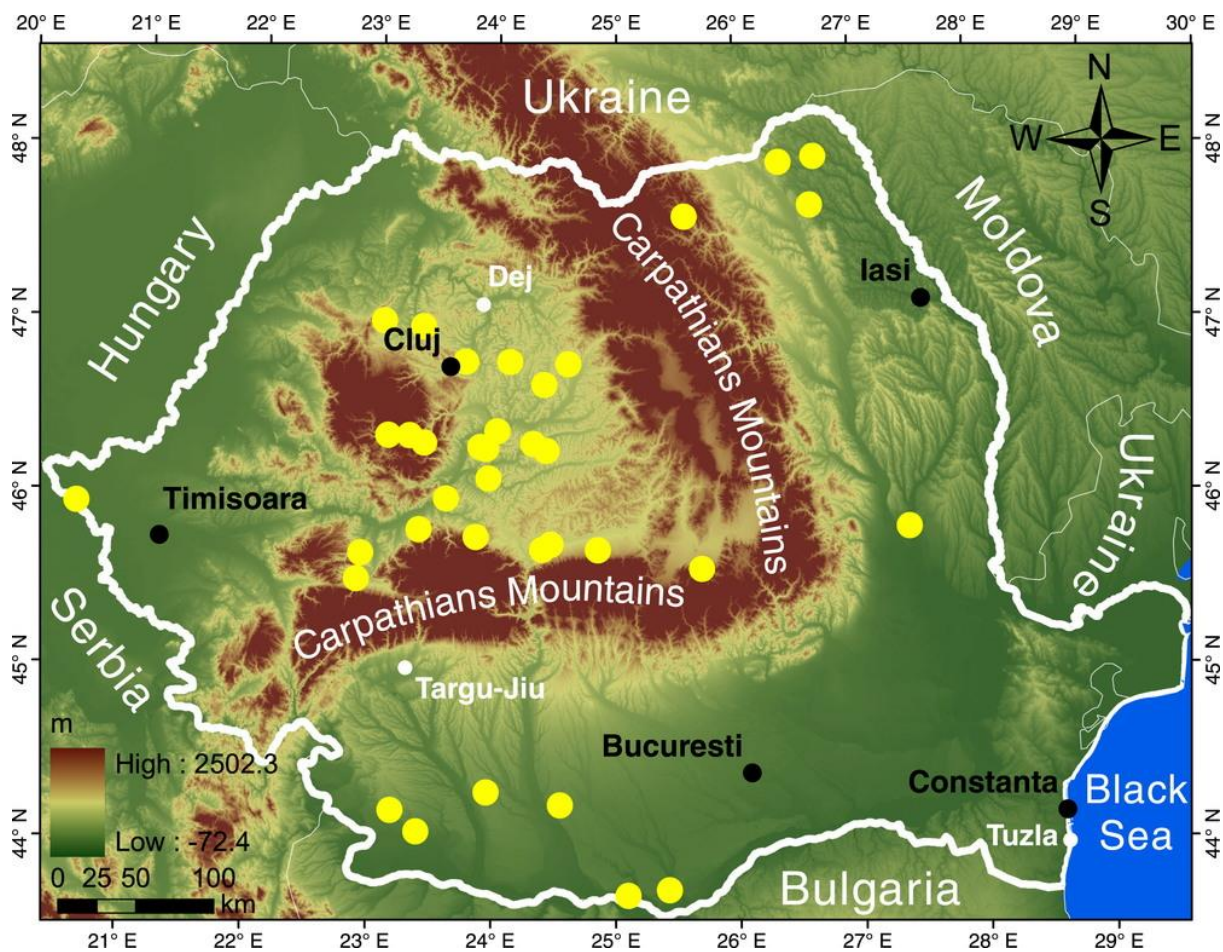 20° E 21° E 22° E 23° E 24° E 25° E 26° E 27° E 28° E 29° E 30° E
Ukraine
N
W E
S
48° N 48° N
Moldova
Carpathians Mountains
Hungary
Iasi
Dej
47° N 47° N
Cluj
Ukraine
46° N 46° N
Timisoara
Carpathians Mountains
Serbia
45° N 45° N
Targu-Jiu
m
High : 2502.3
Bucuresti
Constanta
Black
Sea
Low : -72.4
44° N 44° N
Tuzla
0 25 50 100
km
Bulgaria
21° E 22° E 23° E 24° E 25° E 26° E 27° E 28° E 29° E